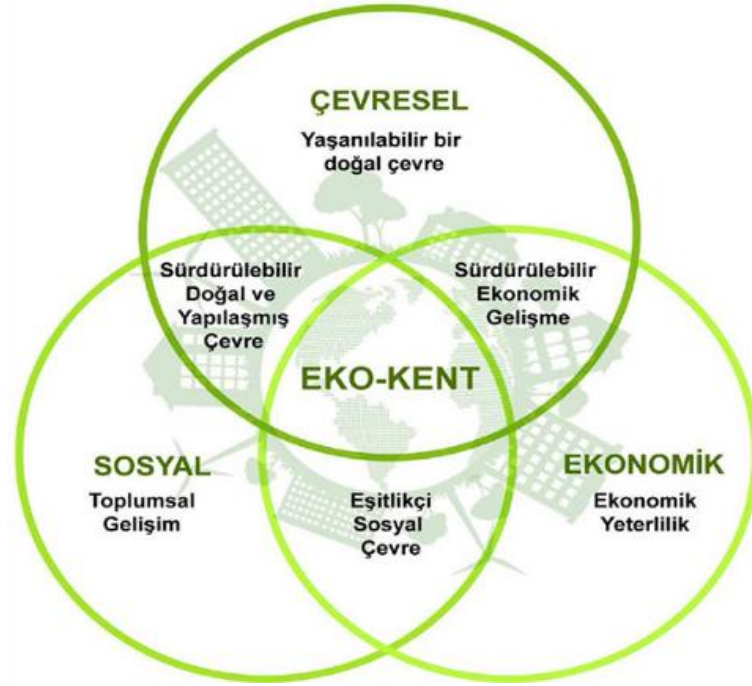 ÇEVRESEL
Yaşanılabilir bir
doğal çevre
Sürdürülebilir
Doğal ve
Yapılaşmış
Çevre
Sürdürülebilir
Ekonomik
Gelişme
EKO-KENT
SOSYAL
Toplumsal
Gelişim
Eşitlikçi
Sosyal
Çevre
EKONOMİK
Ekonomik
Yeterlilik